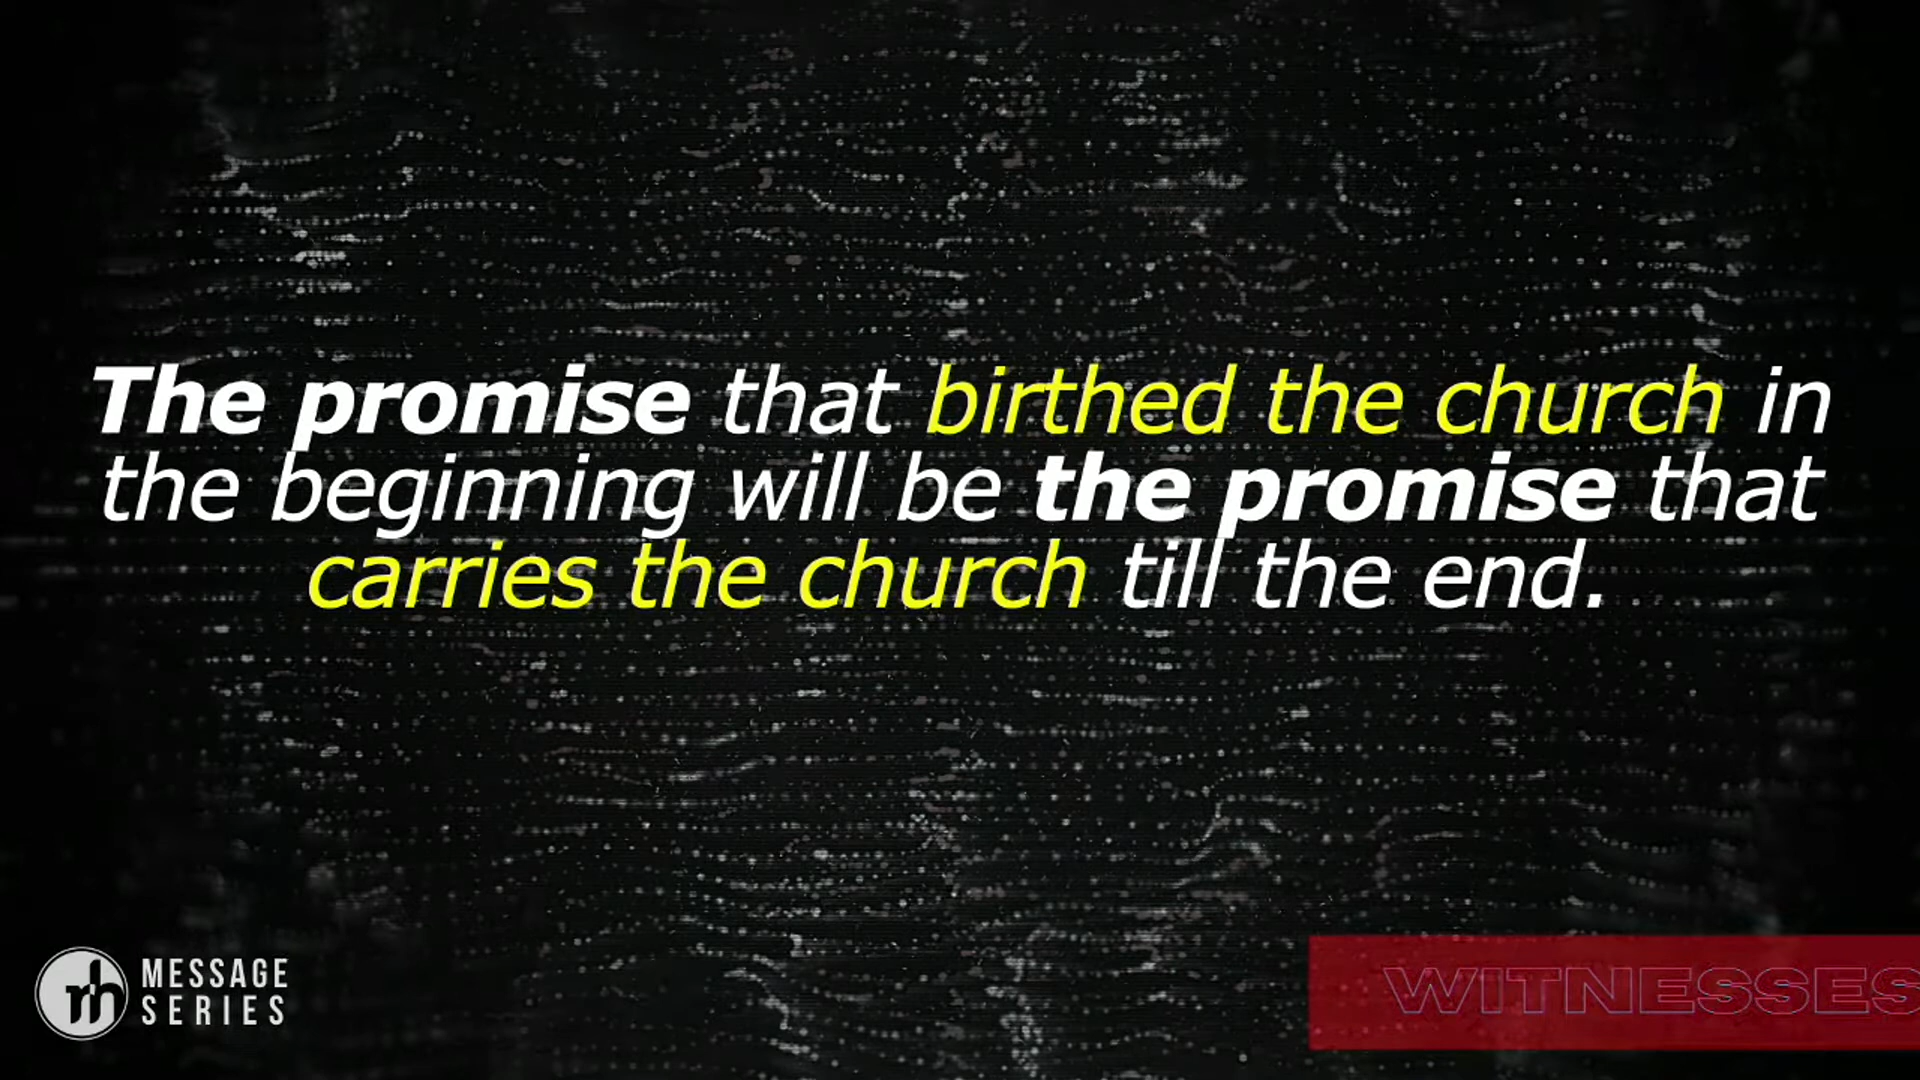 The promise that birthed the church in
the beginning will be the promise that
carries the church till the end.
rh
MESSAGE
SERIES
WITNESSES